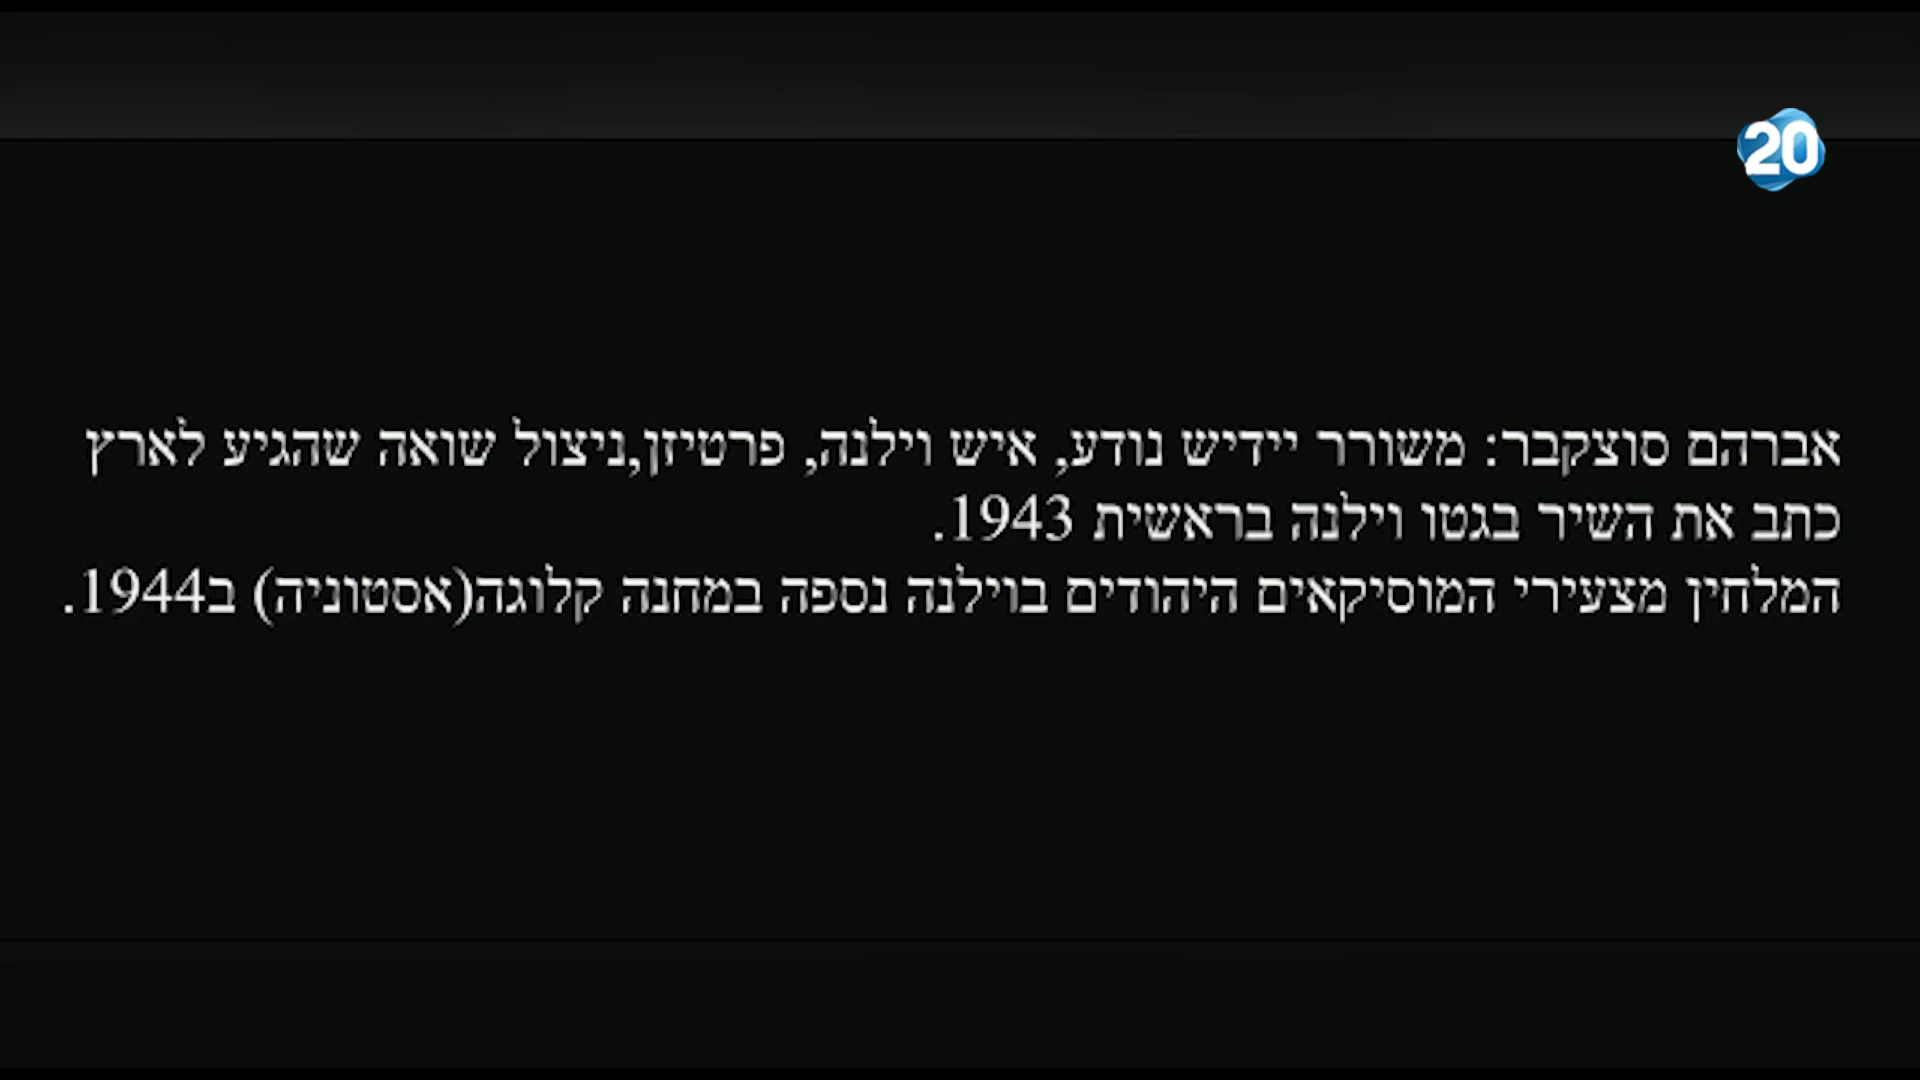 20
אברהם סוצקבר: משורר יידיש נודע, איש וילנה, פרטיזן,ניצול שואה שהגיע לארץ
כתב את השיר בגטו וילנה בראשית 1943.
המלחין מצעירי המוסיקאים היהודים בוילנה נספה במחנה קלוגה(אסטוניה) ב1944.